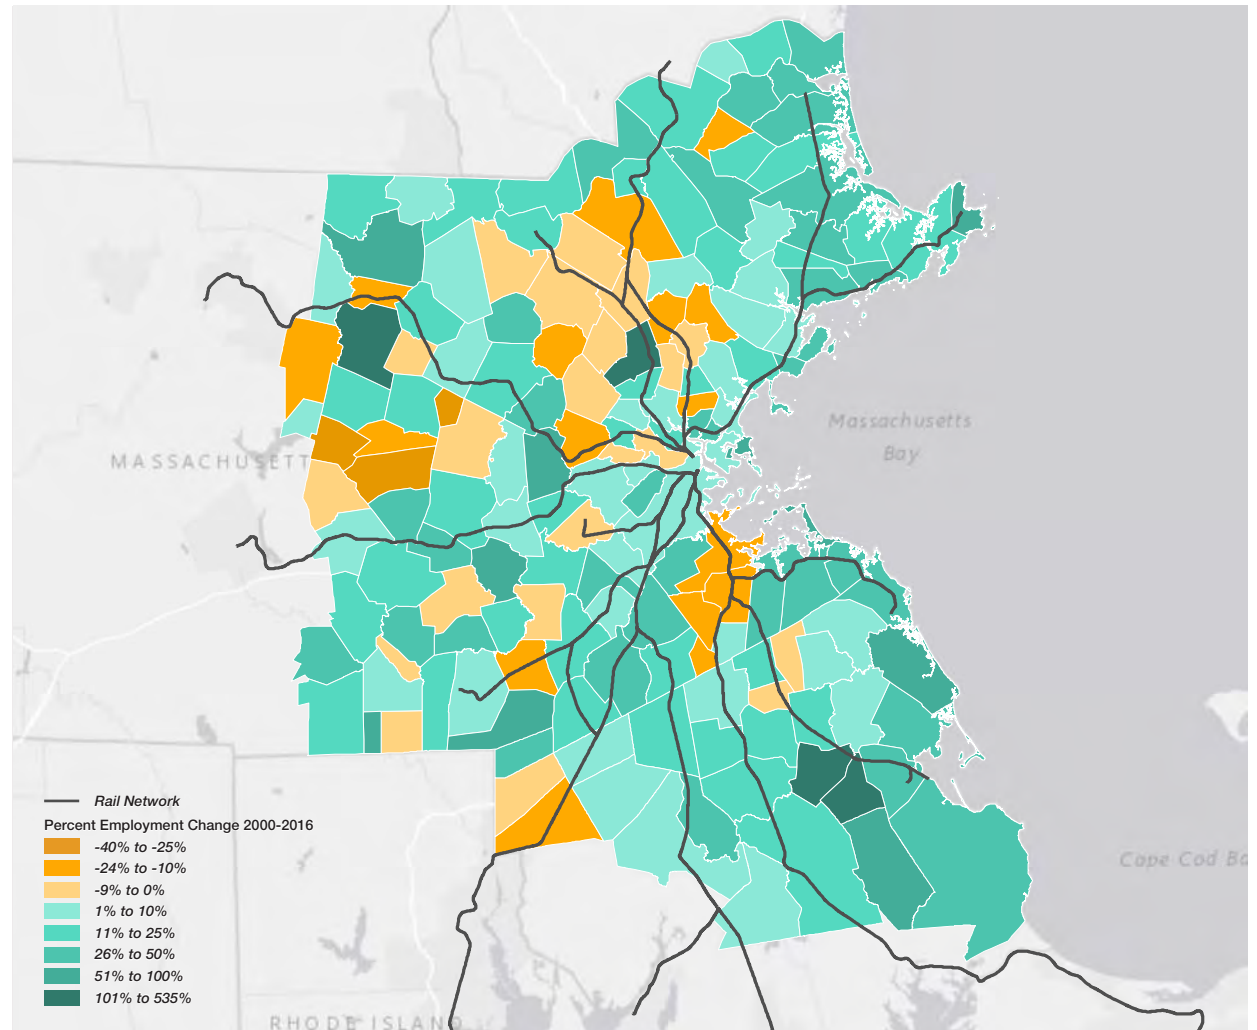 Massachusetts
Bay
MASSACHUSETT
Rail Network
Percent Employment Change 2000-2016
-40% to -25%
-24% to -10%
-9% to 0%
1% to 10%
11% to 25%
26% to 50%
51% to 100%
101% to 535%
Cape Cod Ba
RHODE ISLAND